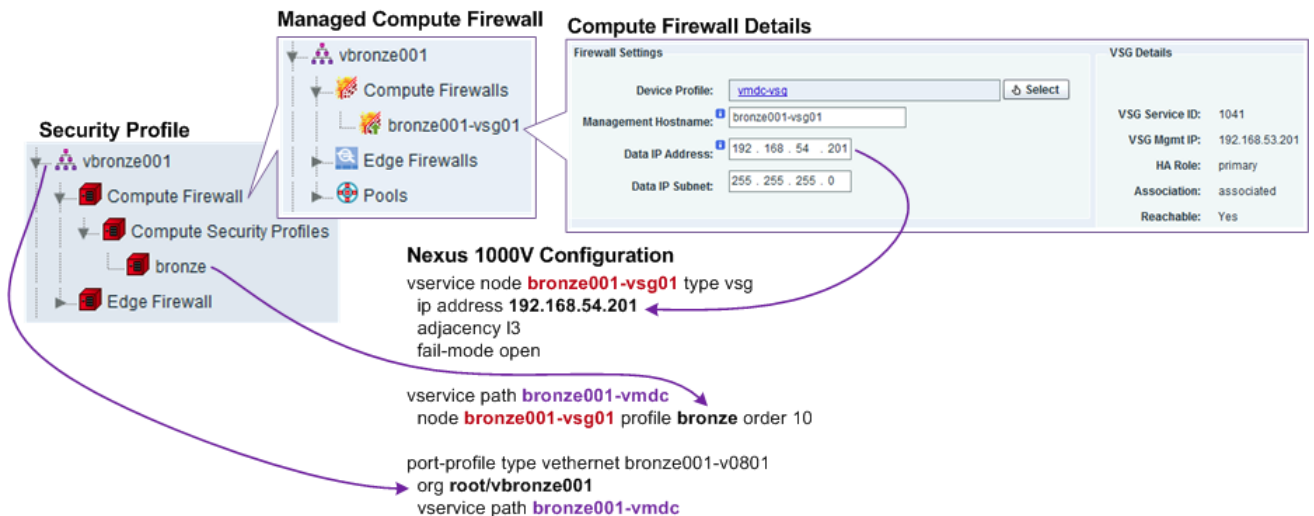 Managed Compute Firewall
vbronze001
Compute Firewalls
bronze001-vsg01
Edge Firewalls
Pools
Compute Firewall Details
Firewall Settings
Device Profile: vmdc-vsg Select
Management Hostname: bronze001-vsg01
Data IP Address: 192 . 168 . 54 . 201
Data IP Subnet: 255 . 255 . 255 . 0
VSG Details
VSG Service ID: 1041
VSG Mgmt IP: 192.168.53.201
HA Role: primary
Association: associated
Reachable: Yes
Security Profile
vbronze001
Compute Firewall
Compute Security Profiles
bronze
Edge Firewall
Nexus 1000V Configuration
vservice node bronze001-vsg01 type vsg
ip address 192.168.54.201
adjacency l3
fail-mode open
vservice path bronze001-vmdc
node bronze001-vsg01 profile bronze order 10
port-profile type vethernet bronze001-v0801
org root/vbronze001
vservice path bronze001-vmdc